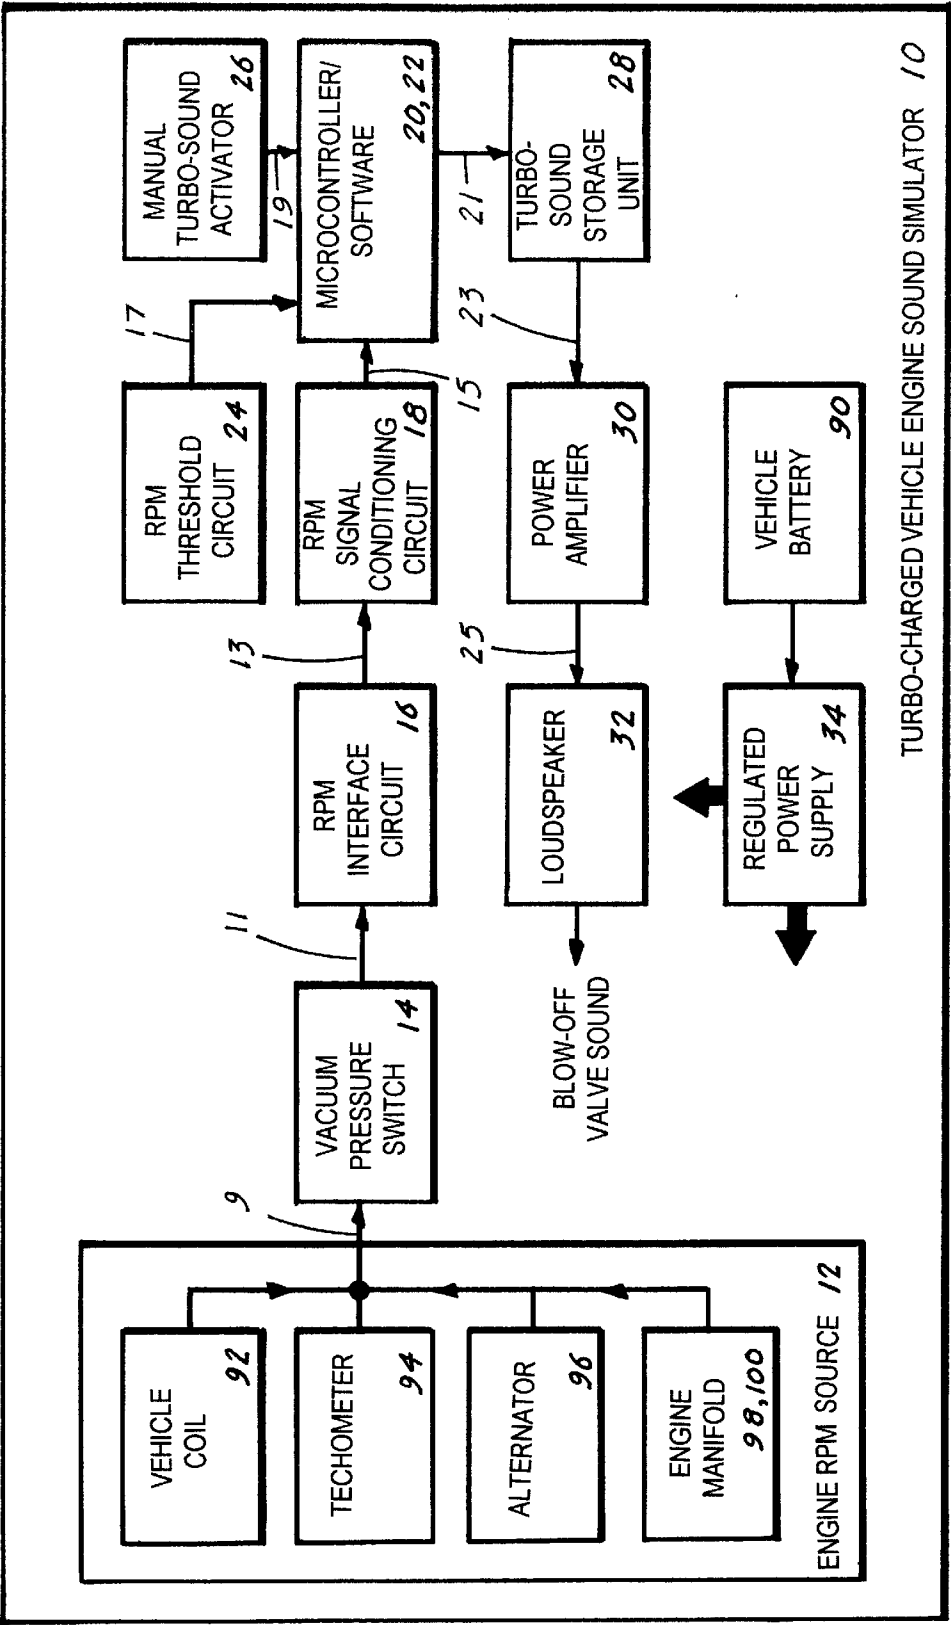 VEHICLE
COIL
92
TECHOMETER
94
ALTERNATOR
96
ENGINE
MANIFOLD
98,100
ENGINE RPM SOURCE 12
9
VACUUM
PRESSURE
SWITCH
14
11
RPM
INTERFACE
CIRCUIT
16
13
RPM
SIGNAL
CONDITIONING
CIRCUIT
18
15
RPM
THRESHOLD
CIRCUIT
24
17
MANUAL
TURBO-SOUND
ACTIVATOR
26
19
MICROCONTROLLER/
SOFTWARE
20,22
21
TURBO-
SOUND
STORAGE
UNIT
28
23
POWER
AMPLIFIER
30
25
LOUDSPEAKER
32
BLOW-OFF
VALVE SOUND
VEHICLE
BATTERY
90
REGULATED
POWER
SUPPLY
34
TURBO-CHARGED VEHICLE ENGINE SOUND SIMULATOR 10